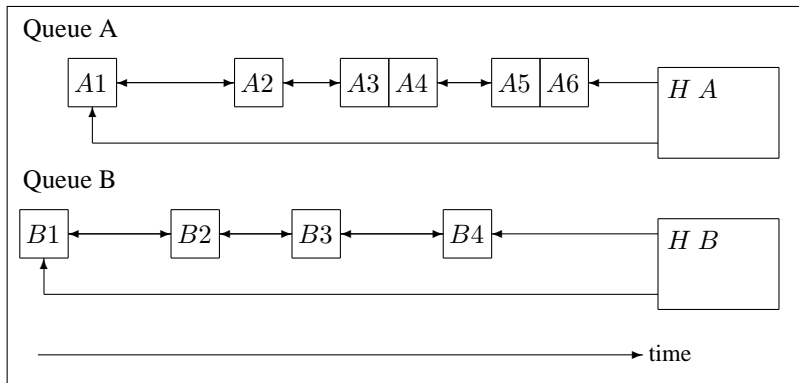 Queue A
A1 A2 A3 A4 A5 A6 H A
Queue B
B1 B2 B3 B4 H B
time